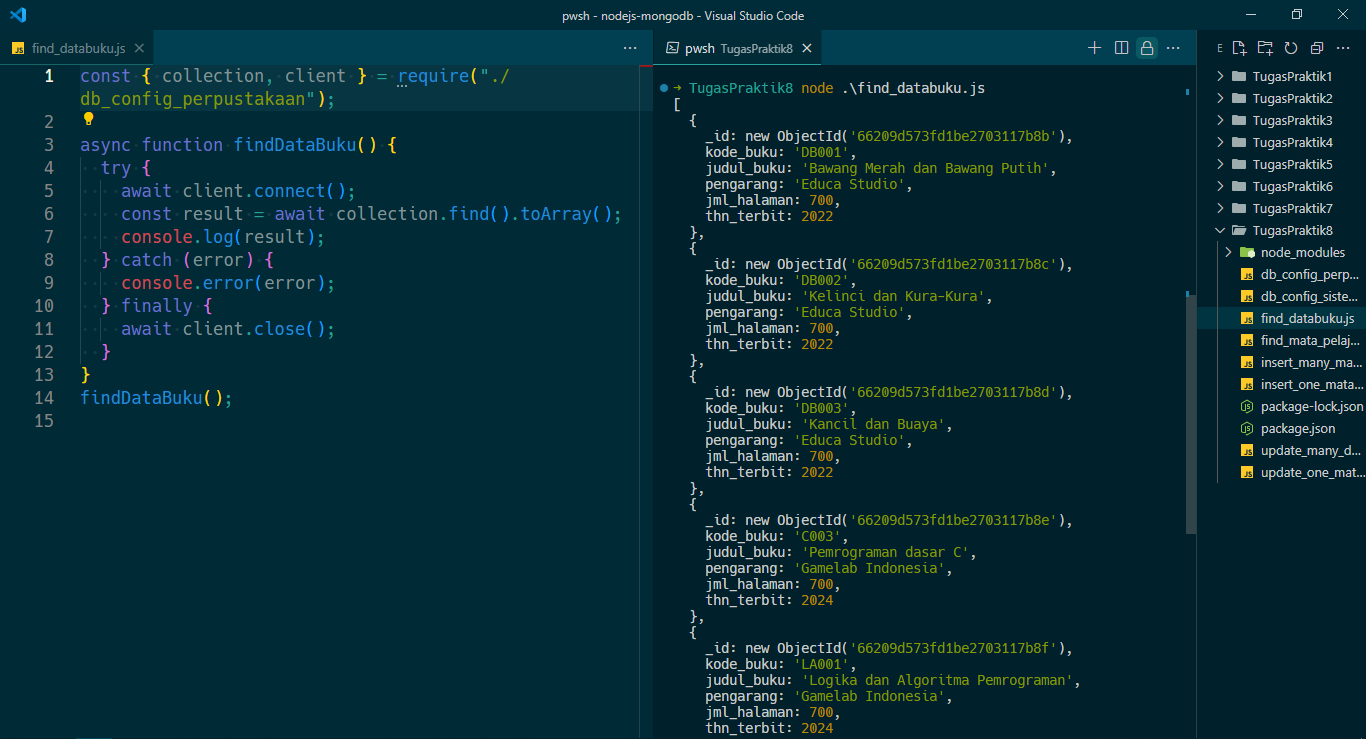 pwsh - nodejs-mongodb - Visual Studio Code
find_databuku.js
1 const { collection, client } = require("./
db_config_perpustakaan");
2
3 async function findDataBuku() {
4 try {
5 await client.connect();
6 const result = await collection.find().toArray();
7 console.log(result);
8 } catch (error) {
9 console.error(error);
10 } finally {
11 await client.close();
12 }
13 }
14 findDataBuku();
15
pwsh TugasPraktik8
TugasPraktik8 node .\find_databuku.js
[
{
_id: new ObjectId('66209d573fd1be2703117b8b'),
kode_buku: 'DB001',
judul_buku: 'Bawang Merah dan Bawang Putih',
pengarang: 'Educa Studio',
jml_halaman: 700,
thn_terbit: 2022
},
{
_id: new ObjectId('66209d573fd1be2703117b8c'),
kode_buku: 'DB002',
judul_buku: 'Kelinci dan Kura-Kura',
pengarang: 'Educa Studio',
jml_halaman: 700,
thn_terbit: 2022
},
{
_id: new ObjectId('66209d573fd1be2703117b8d'),
kode_buku: 'DB003',
judul_buku: 'Kancil dan Buaya',
pengarang: 'Educa Studio',
jml_halaman: 700,
thn_terbit: 2022
},
{
_id: new ObjectId('66209d573fd1be2703117b8e'),
kode_buku: 'C003',
judul_buku: 'Pemrograman dasar C',
pengarang: 'Gamelab Indonesia',
jml_halaman: 700,
thn_terbit: 2024
},
{
_id: new ObjectId('66209d573fd1be2703117b8f'),
kode_buku: 'LA001',
judul_buku: 'Logika dan Algoritma Pemrograman',
pengarang: 'Gamelab Indonesia',
jml_halaman: 700,
thn_terbit: 2024
E
TugasPraktik1
TugasPraktik2
TugasPraktik3
TugasPraktik4
TugasPraktik5
TugasPraktik6
TugasPraktik7
TugasPraktik8
node_modules
db_config_perp...
db_config_siste...
find_databuku.js
find_mata_pelaj...
insert_many_ma...
insert_one_mata...
package-lock.json
package.json
update_many_d...
update_one_mat...